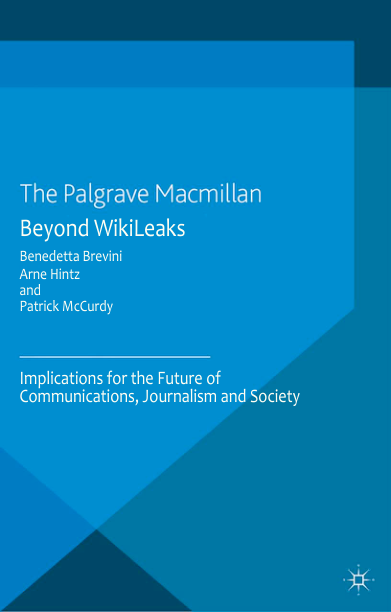 The Palgrave Macmillan
Beyond WikiLeaks
Benedetta Brevini
Arne Hintz
and
Patrick McCurdy
Implications for the Future of
Communications, Journalism and Society